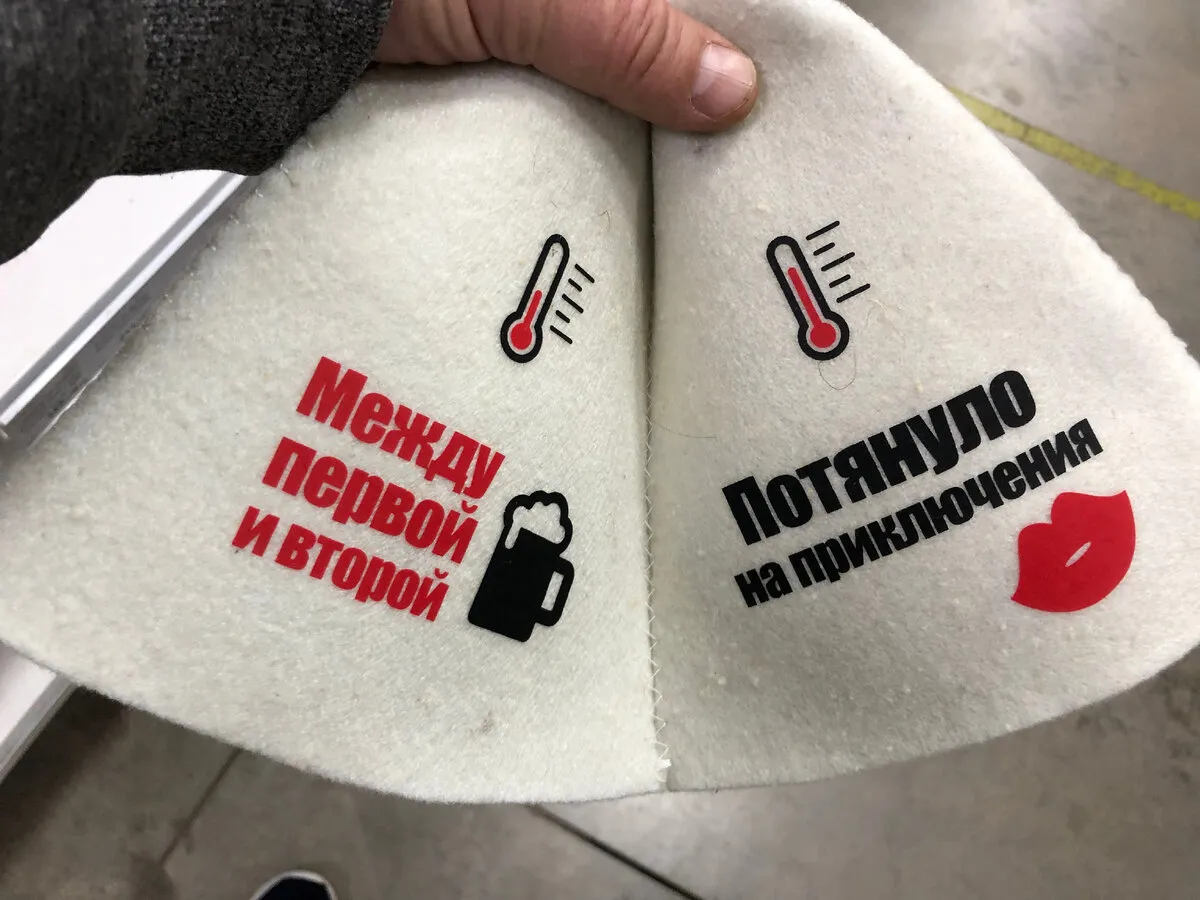 Между
первой
и второй
Потянуло
на приключения